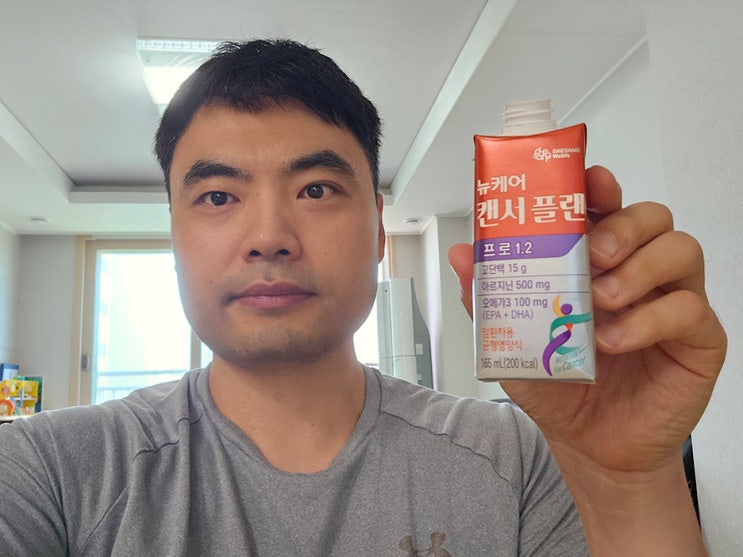 DAESANG
Wellife
뉴케어
캔서플랜
프로 1.2
고단백 15 g
아르지닌 500 mg
오메가3 100 mg
(EPA + DHA)
암환자용
균형영양식
165 mL(200 kcal)
for Cancer